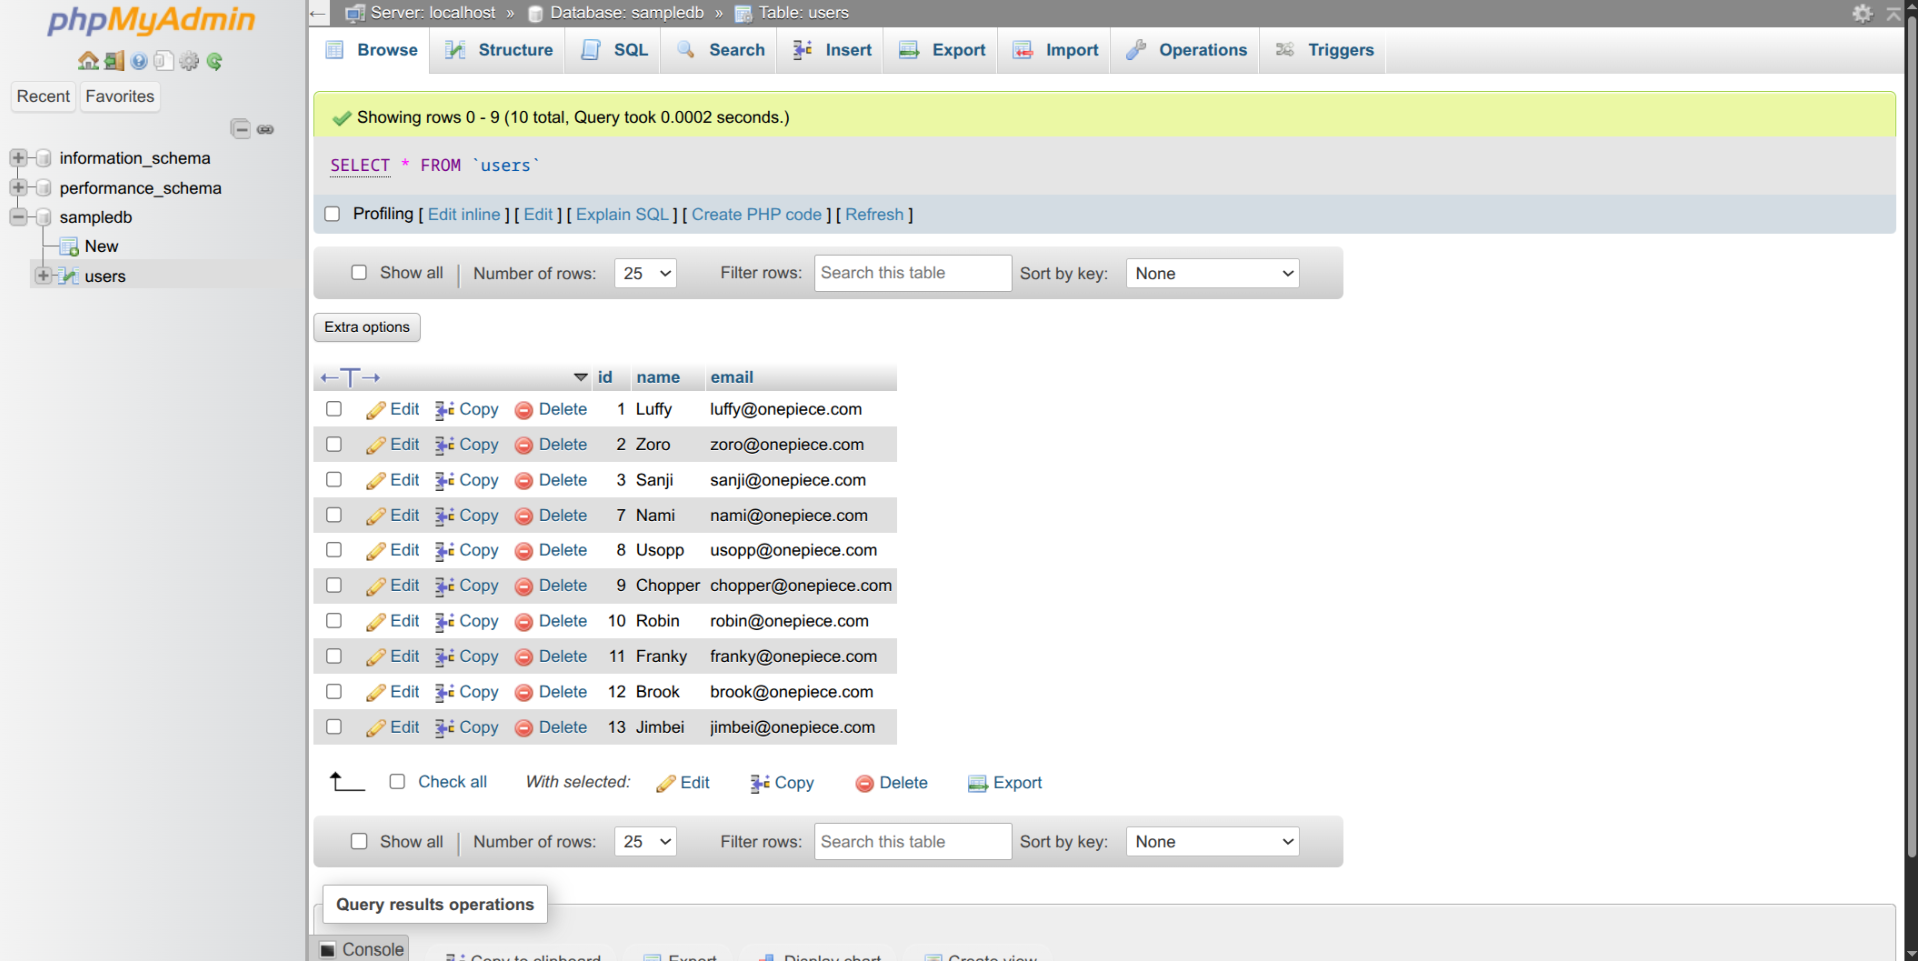 phpMyAdmin
Recent Favorites
information_schema
performance_schema
sampledb
New
users
Server: localhost » Database: sampledb » Table: users
Browse Structure SQL Search Insert Export Import Operations Triggers
Showing rows 0 - 9 (10 total, Query took 0.0002 seconds.)
SELECT * FROM `users`
Profiling [ Edit inline ] [ Edit ] [ Explain SQL ] [ Create PHP code ] [ Refresh ]
Show all | Number of rows: 25 Filter rows: Search this table Sort by key: None
Extra options
id name email
Edit Copy Delete 1 Luffy luffy@onepiece.com
Edit Copy Delete 2 Zoro zoro@onepiece.com
Edit Copy Delete 3 Sanji sanji@onepiece.com
Edit Copy Delete 7 Nami nami@onepiece.com
Edit Copy Delete 8 Usopp usopp@onepiece.com
Edit Copy Delete 9 Chopper chopper@onepiece.com
Edit Copy Delete 10 Robin robin@onepiece.com
Edit Copy Delete 11 Franky franky@onepiece.com
Edit Copy Delete 12 Brook brook@onepiece.com
Edit Copy Delete 13 Jimbei jimbei@onepiece.com
Check all With selected: Edit Copy Delete Export
Show all | Number of rows: 25 Filter rows: Search this table Sort by key: None
Query results operations
Console
Copy to clipboard Export Display chart Create view